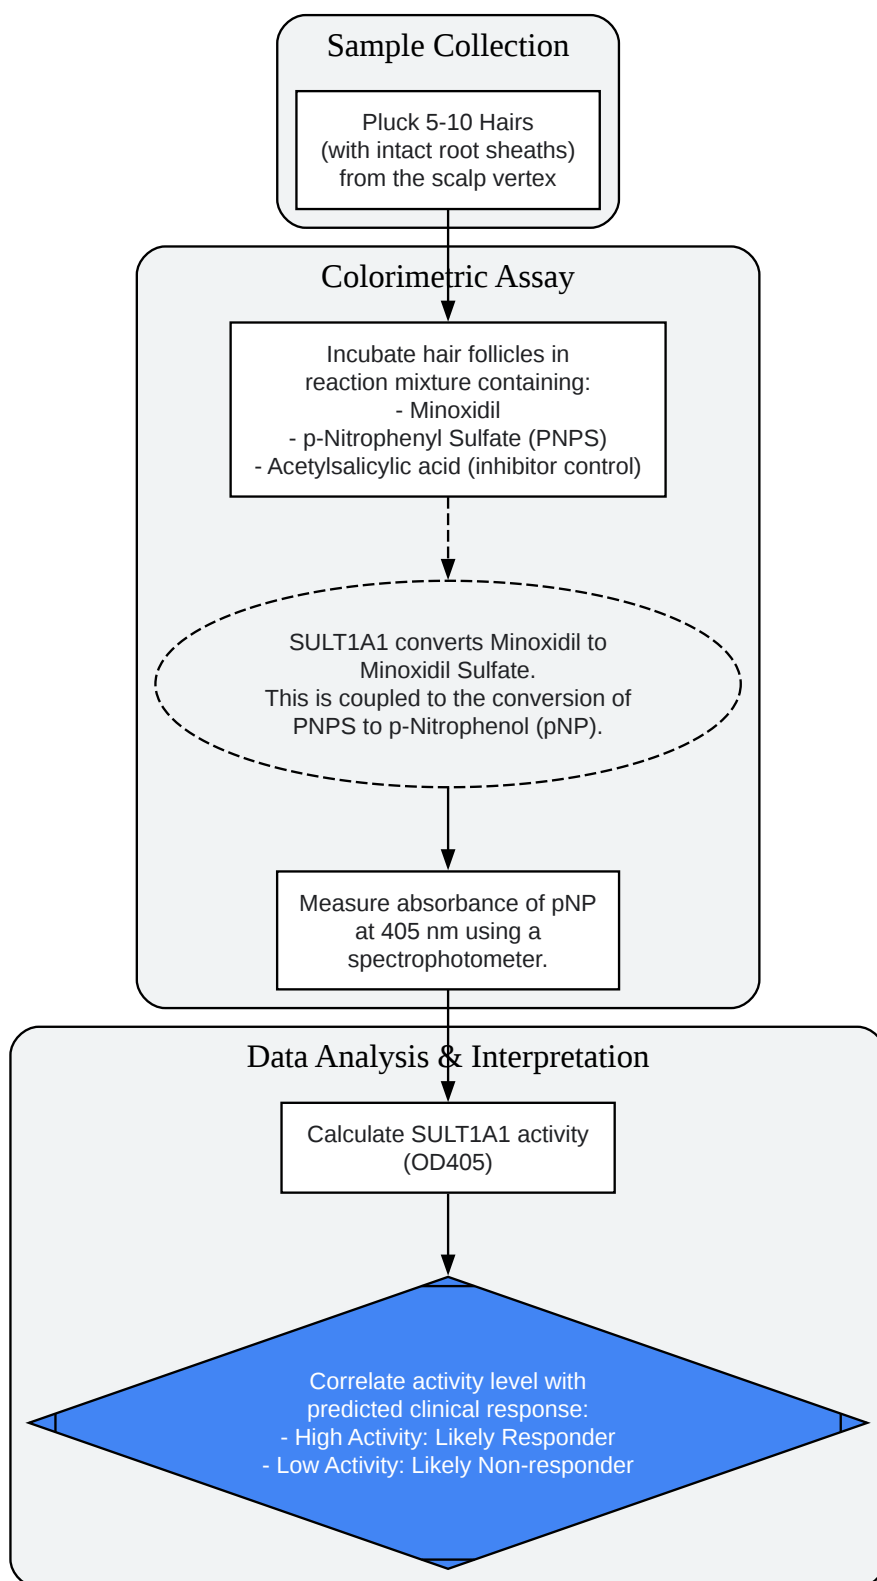 Sample Collection
Pluck 5-10 Hairs
(with intact root sheaths)
from the scalp vertex
Colorimetric Assay
Incubate hair follicles in
reaction mixture containing:
- Minoxidil
- p-Nitrophenyl Sulfate (PNPS)
- Acetylsalicylic acid (inhibitor control)
SULT1A1 converts Minoxidil to
Minoxidil Sulfate.
This is coupled to the conversion of
PNPS to p-Nitrophenol (pNP).
Measure absorbance of pNP
at 405 nm using a
spectrophotometer.
Data Analysis & Interpretation
Calculate SULT1A1 activity
(OD405)
Correlate activity level with
predicted clinical response:
- High Activity: Likely Responder
- Low Activity: Likely Non-responder